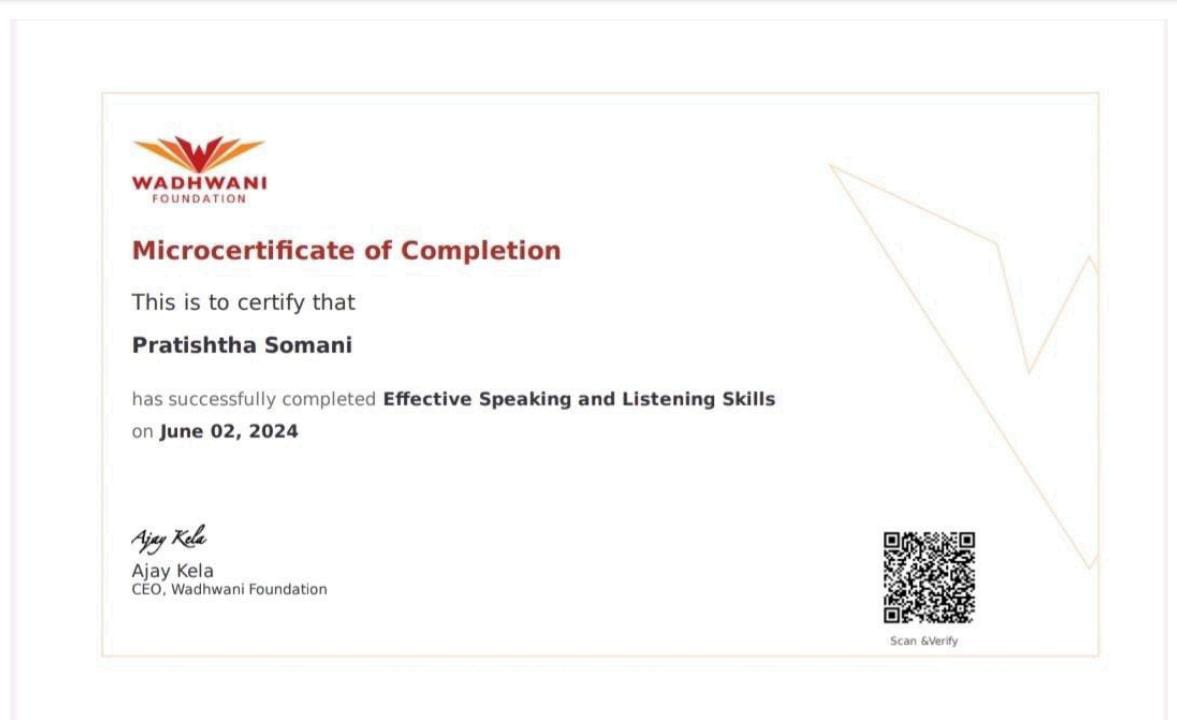 WADHWANI
FOUNDATION
Microcertificate of Completion
This is to certify that
Pratishtha Somani
has successfully completed Effective Speaking and Listening Skills
on June 02, 2024
Ajay Kela
Ajay Kela
CEO, Wadhwani Foundation
Scan &Verify